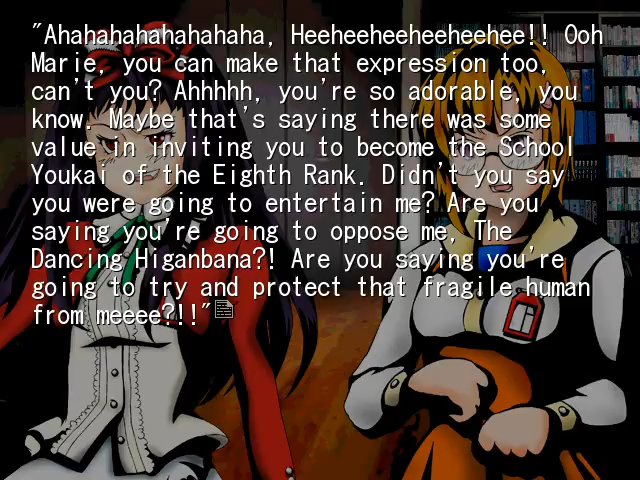 "Ahahahahahahahaha, Heeheeheeheeheehee!! Ooh
Marie, you can make that expression too,
can't you? Ahhhhh, you're so adorable, you
know. Maybe that's saying there was some
value in inviting you to become the School
Youkai of the Eighth Rank. Didn't you say
you were going to entertain me? Are you
saying you're going to oppose me, The
Dancing Higanbana?! Are you saying you're
going to try and protect that fragile human
from meeee?!!"